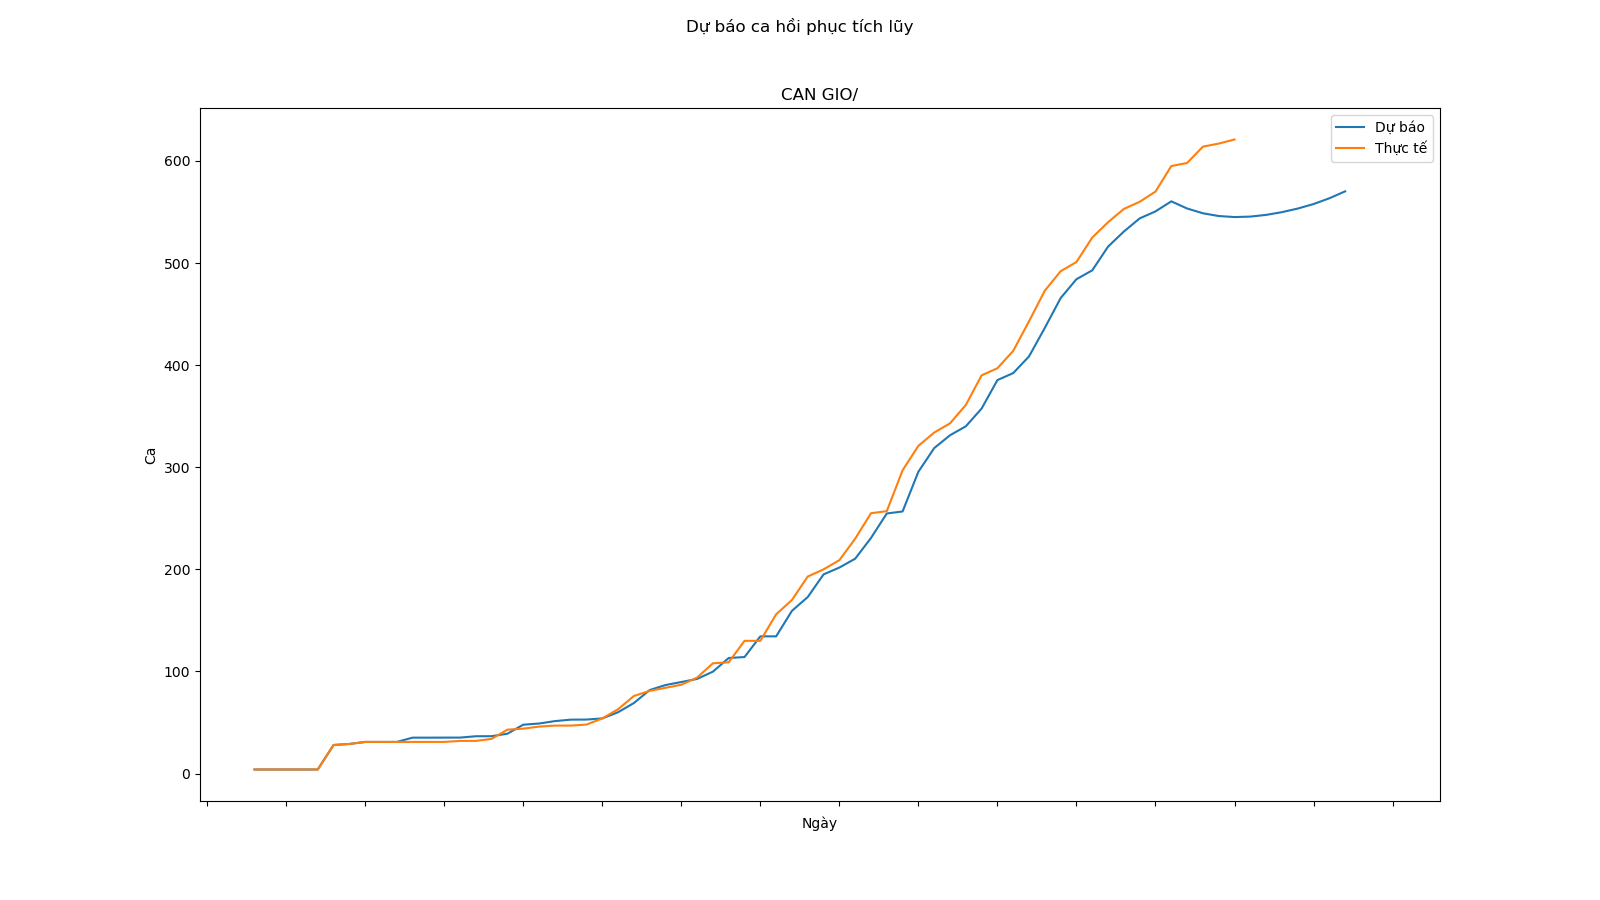 Dự báo ca hồi phục tích lũy
CAN GIO/
Dự báo
Thực tế
600
500
400
300
200
100
0
Ca
Ngày